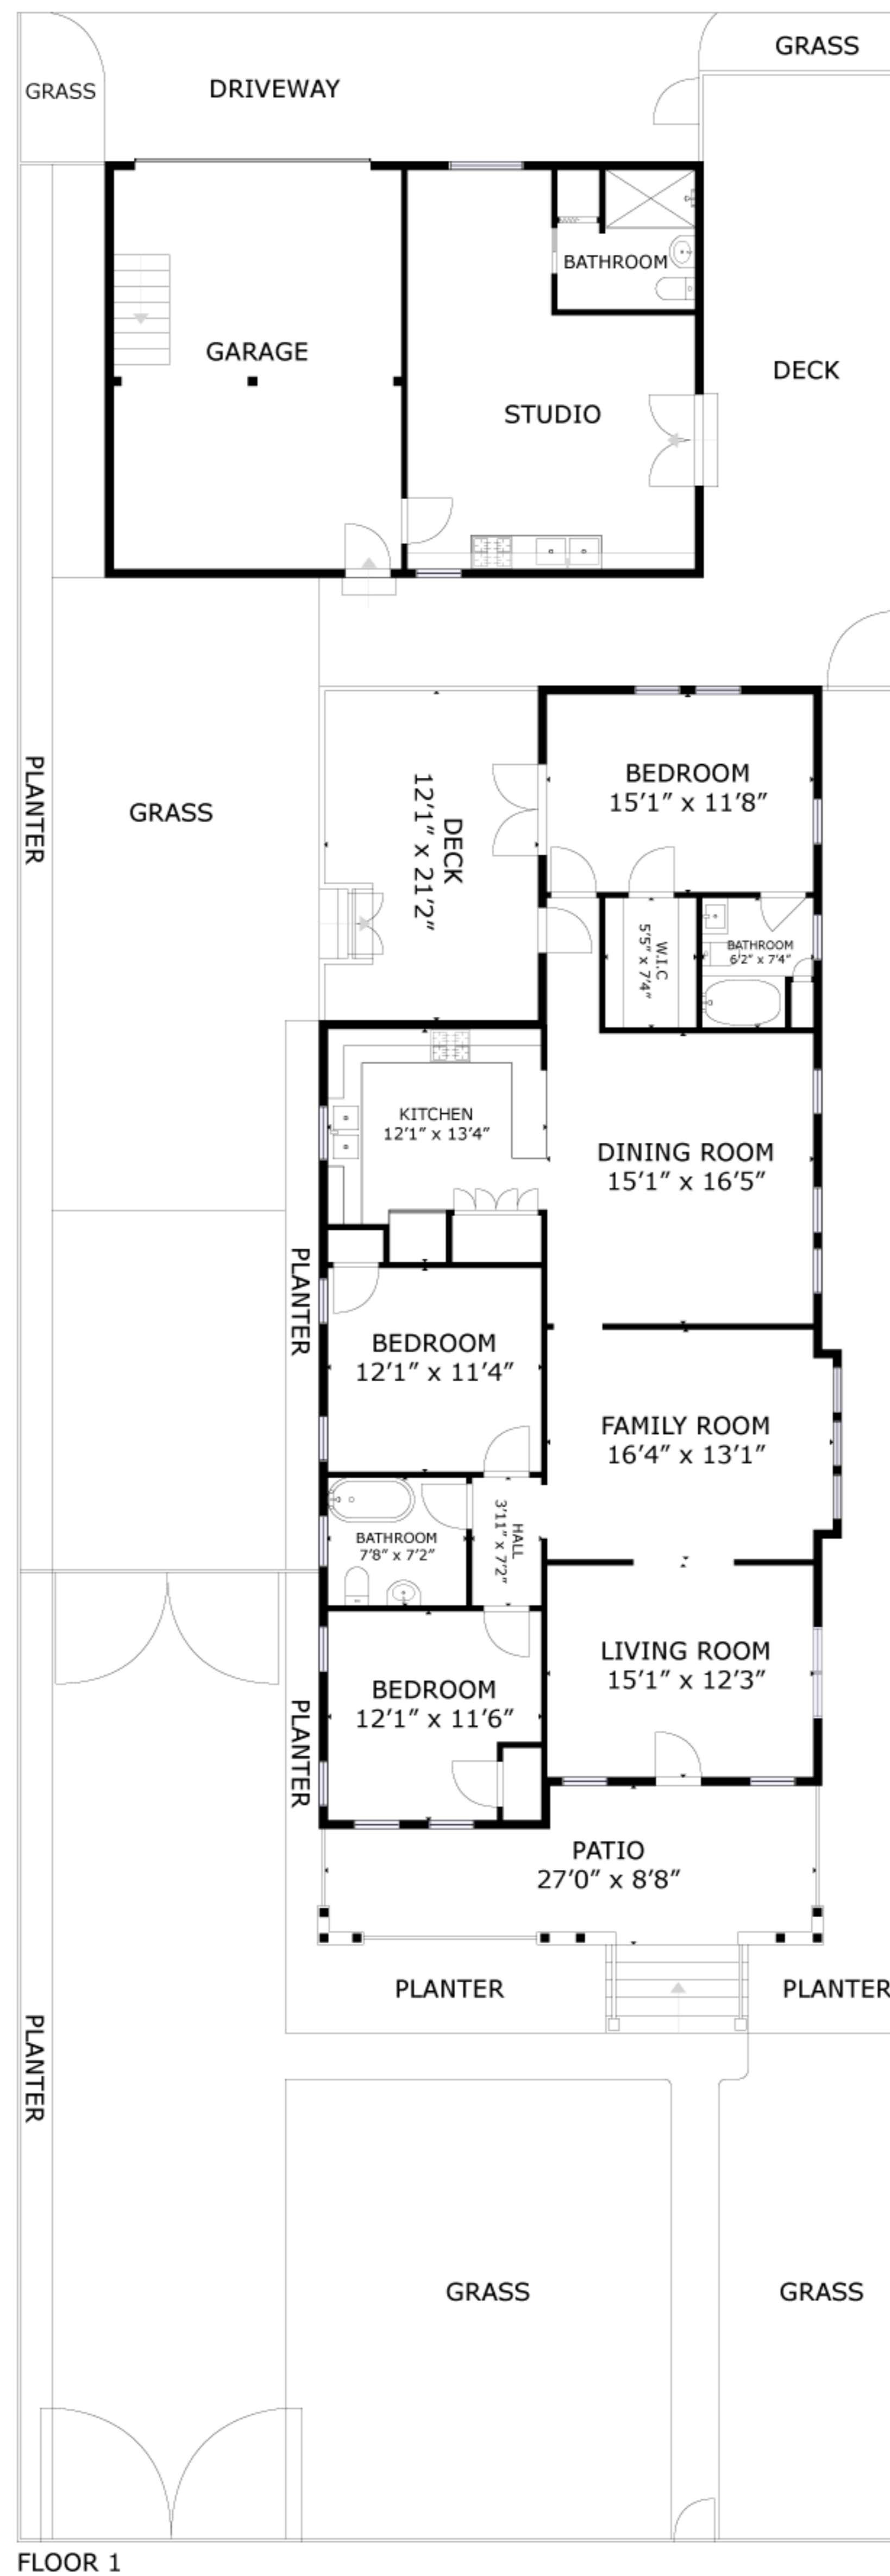 GRASS
GRASS
DRIVEWAY
BATHROOM
GARAGE
DECK
STUDIO
PLANTER
GRASS
DECK
12'1" x 21'2"
BEDROOM
15'1" x 11'8"
W.I.C
5'5" x 7'4"
BATHROOM
6'2" x 7'4"
KITCHEN
12'1" x 13'4"
DINING ROOM
15'1" x 16'5"
PLANTER
BEDROOM
12'1" x 11'4"
FAMILY ROOM
16'4" x 13'1"
BATHROOM
7'8" x 7'2"
HALL
3'11" x 7'2"
LIVING ROOM
15'1" x 12'3"
BEDROOM
12'1" x 11'6"
PLANTER
PATIO
27'0" x 8'8"
PLANTER
PLANTER
PLANTER
GRASS
GRASS
FLOOR 1